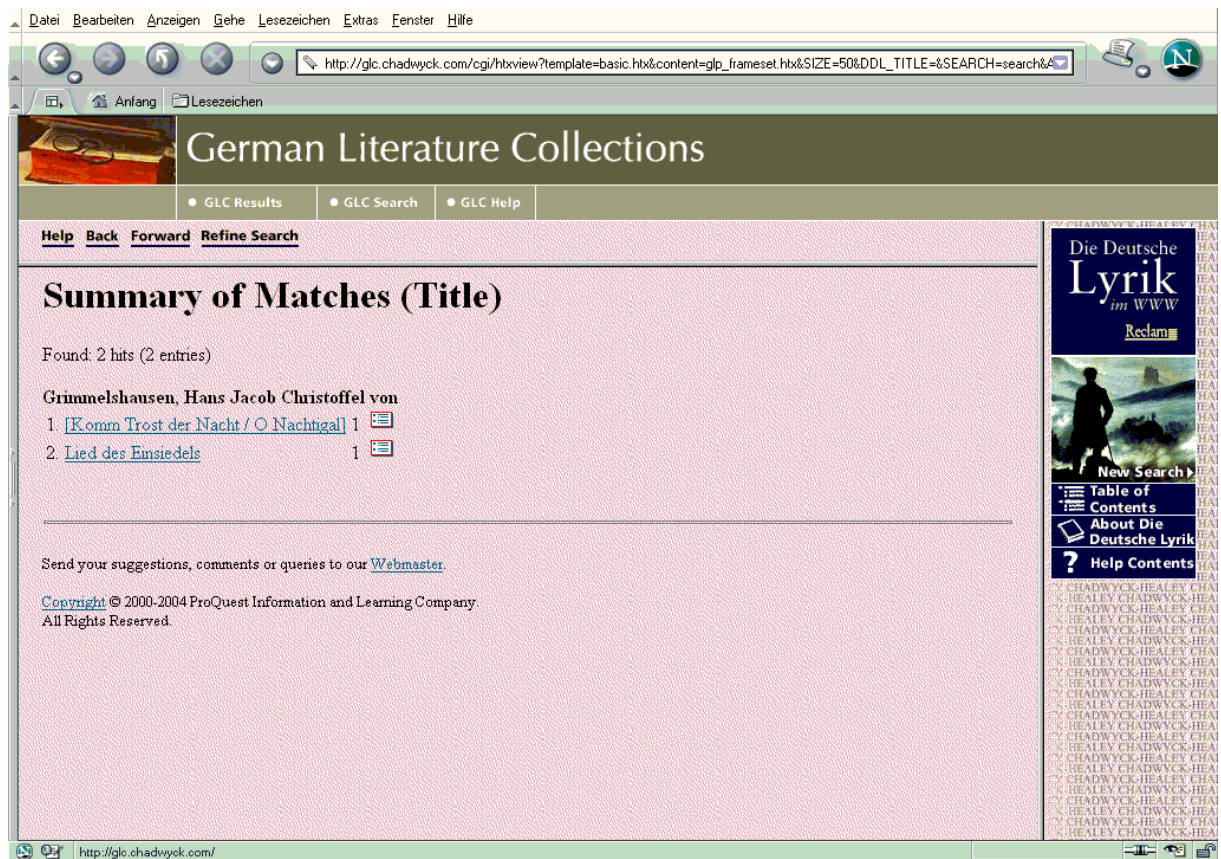 Datei Bearbeiten Anzeigen Gehe Lesezeichen Extras Fenster Hilfe
http://glc.chadwyck.com/cgi/htxview?template=basic.htx&content=glp_frameset.htx&SIZE=50&DDL_TITLE=&SEARCH=search&A
Anfang Lesezeichen
German Literature Collections
GLC Results GLC Search GLC Help
Help Back Forward Refine Search
Summary of Matches (Title)
Found: 2 hits (2 entries)
Grimmelshausen, Hans Jacob Christoffel von
1. [Komm Trost der Nacht / O Nachtigal] 1
2. Lied des Einsiedels 1
Send your suggestions, comments or queries to our Webmaster.
Copyright © 2000-2004 ProQuest Information and Learning Company.
All Rights Reserved.
Die Deutsche
Lyrik
im WWW
Reclam
New Search
Table of
Contents
About Die
Deutsche Lyrik
? Help Contents
CHADWYCK-HEALEY
http://glc.chadwyck.com/